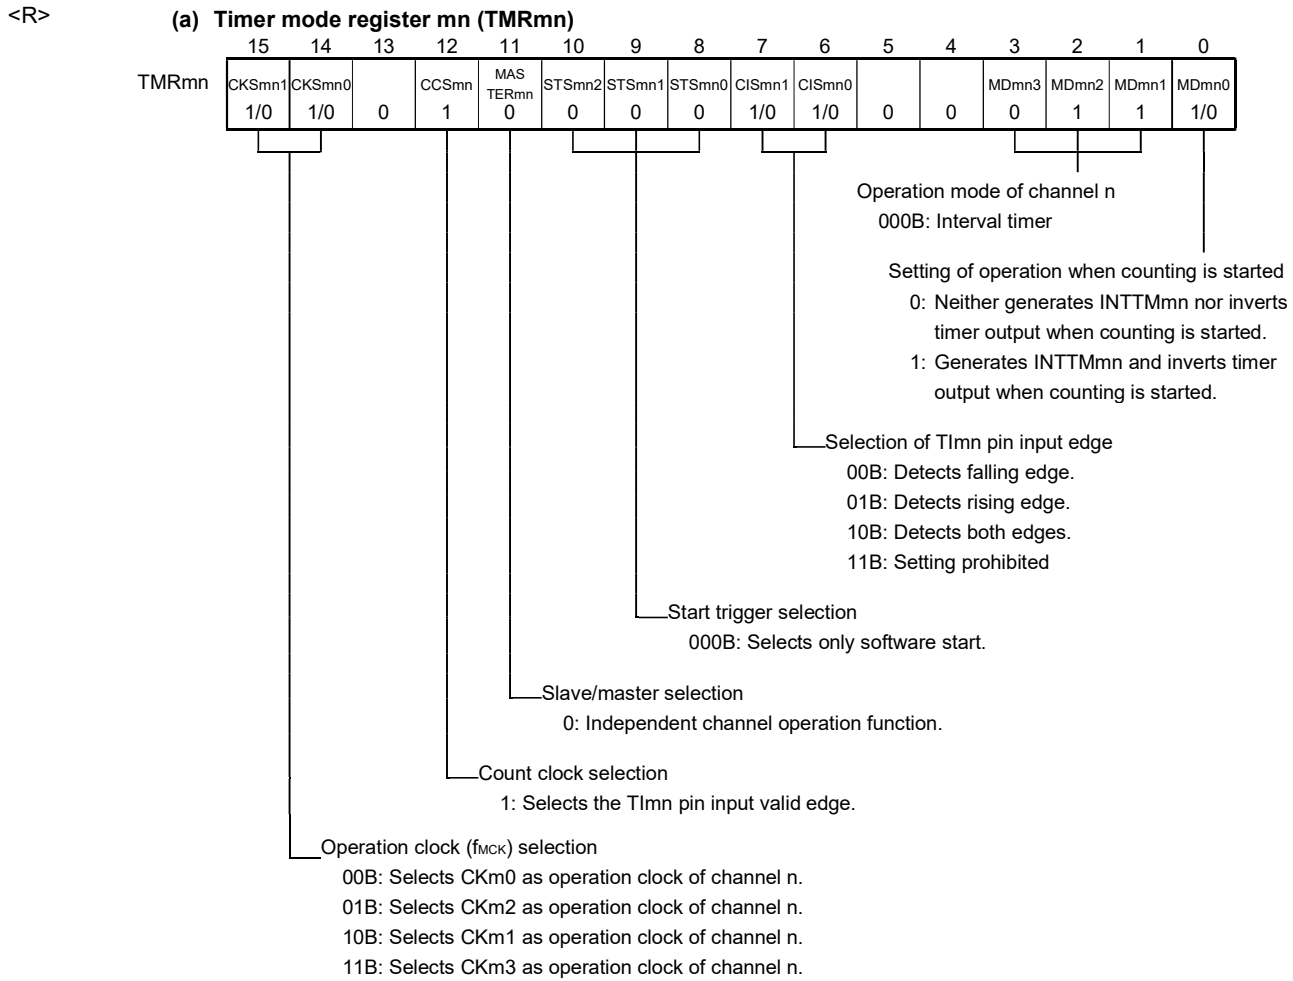 <R>
(a) Timer mode register mn (TMRmn)
15 14 13 12 11 10 9 8 7 6 5 4 3 2 1 0
TMRmn
CKSmn1 CKSmn0 CCSmn MAS TERmn STSmn2 STSmn1 STSmn0 CISmn1 CISmn0 MDmn3 MDmn2 MDmn1 MDmn0
1/0 1/0 0 1 0 0 0 0 1/0 1/0 0 0 0 1 1 1/0
Operation mode of channel n
000B: Interval timer
Setting of operation when counting is started
0: Neither generates INTTMmn nor inverts
timer output when counting is started.
1: Generates INTTMmn and inverts timer
output when counting is started.
Selection of TImn pin input edge
00B: Detects falling edge.
01B: Detects rising edge.
10B: Detects both edges.
11B: Setting prohibited
Start trigger selection
000B: Selects only software start.
Slave/master selection
0: Independent channel operation function.
Count clock selection
1: Selects the TImn pin input valid edge.
Operation clock (fMCK) selection
00B: Selects CKm0 as operation clock of channel n.
01B: Selects CKm2 as operation clock of channel n.
10B: Selects CKm1 as operation clock of channel n.
11B: Selects CKm3 as operation clock of channel n.